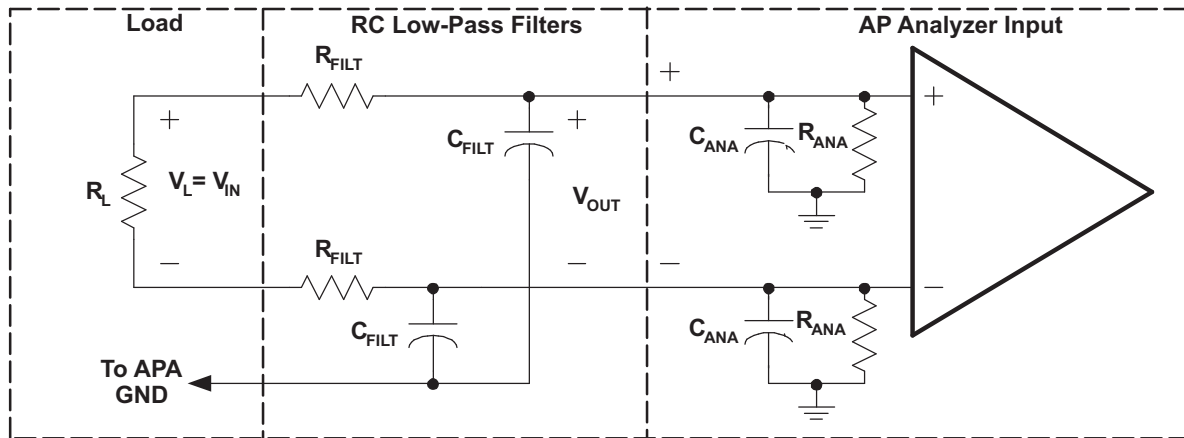 Load
RC Low-Pass Filters
AP Analyzer Input
R_FILT
+
+
+
+
C_FILT
C_ANA
R_ANA
R_L
V_L = V_IN
V_OUT
R_FILT
−
−
−
−
C_FILT
C_ANA
R_ANA
To APA
GND